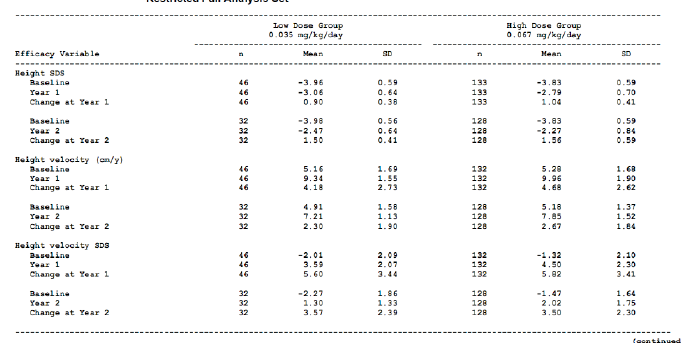 Restricted Full Analysis Set
Low Dose Group High Dose Group
0.035 mg/kg/day 0.067 mg/kg/day
Efficacy Variable n Mean SD n Mean SD
Height SDS
Baseline 46 -3.96 0.59 133 -3.83 0.59
Year 1 46 -3.06 0.64 133 -2.79 0.70
Change at Year 1 46 0.90 0.38 133 1.04 0.41
Baseline 32 -3.98 0.56 128 -3.83 0.59
Year 2 32 -2.47 0.64 128 -2.27 0.84
Change at Year 2 32 1.50 0.41 128 1.56 0.59
Height velocity (cm/y)
Baseline 46 5.16 1.69 132 5.28 1.68
Year 1 46 9.34 1.55 132 9.96 1.90
Change at Year 1 46 4.18 2.73 132 4.68 2.62
Baseline 32 4.91 1.58 128 5.18 1.37
Year 2 32 7.21 1.13 128 7.85 1.52
Change at Year 2 32 2.30 1.90 128 2.67 1.84
Height velocity SDS
Baseline 46 -2.01 2.09 132 -1.32 2.10
Year 1 46 3.59 2.07 132 4.50 2.30
Change at Year 1 46 5.60 3.44 132 5.82 3.41
Baseline 32 -2.27 1.86 128 -1.47 1.64
Year 2 32 1.30 1.33 128 2.02 1.75
Change at Year 2 32 3.57 2.39 128 3.50 2.30
(continued